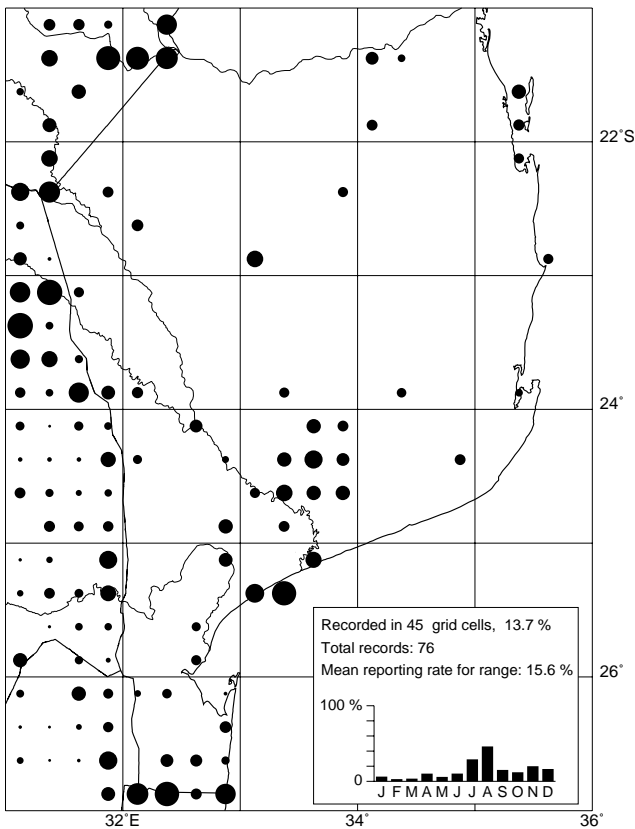 22°S
24°
Recorded in 45 grid cells, 13.7 %
Total records: 76
Mean reporting rate for range: 15.6 %
26°
100 %
0
J F M A M J J A S O N D
32°E
34°
36°